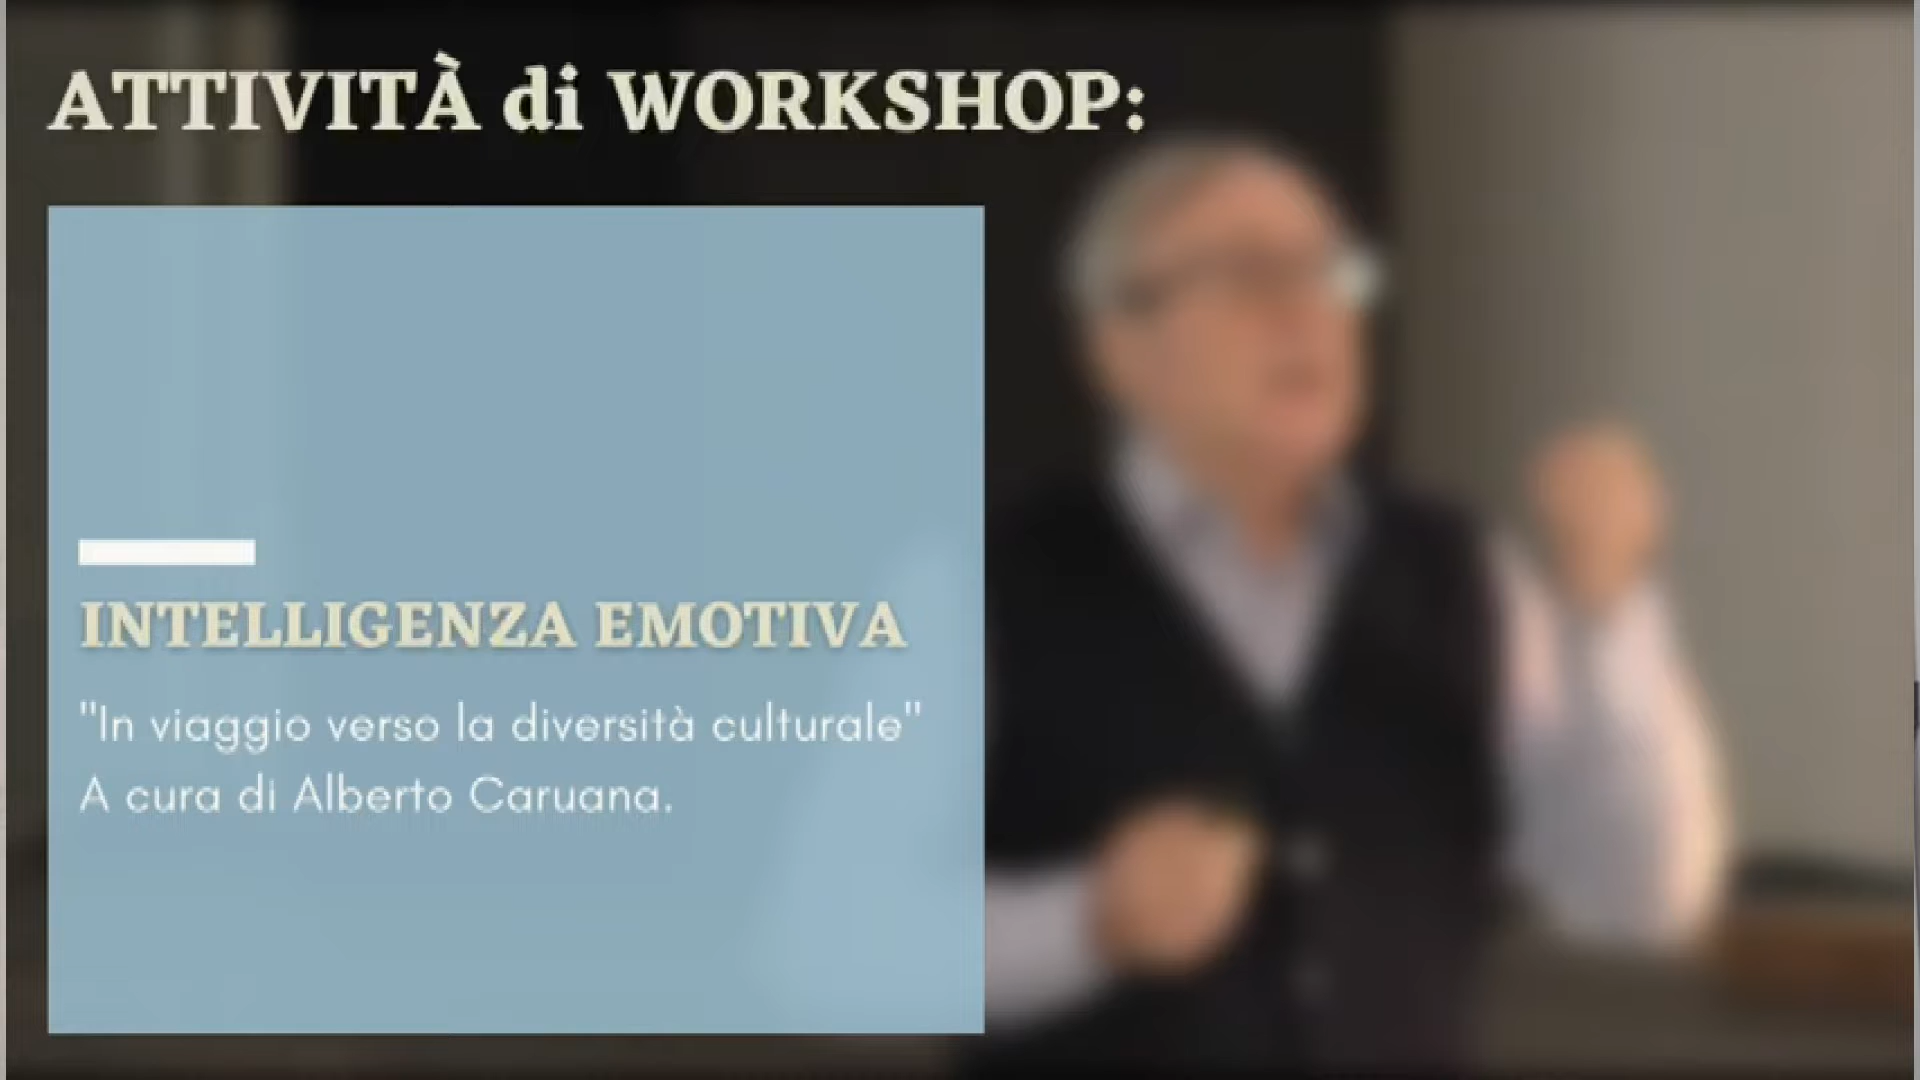 ATTIVITÀ di WORKSHOP:
INTELLIGENZA EMOTIVA
"In viaggio verso la diversità culturale"
A cura di Alberto Caruana.